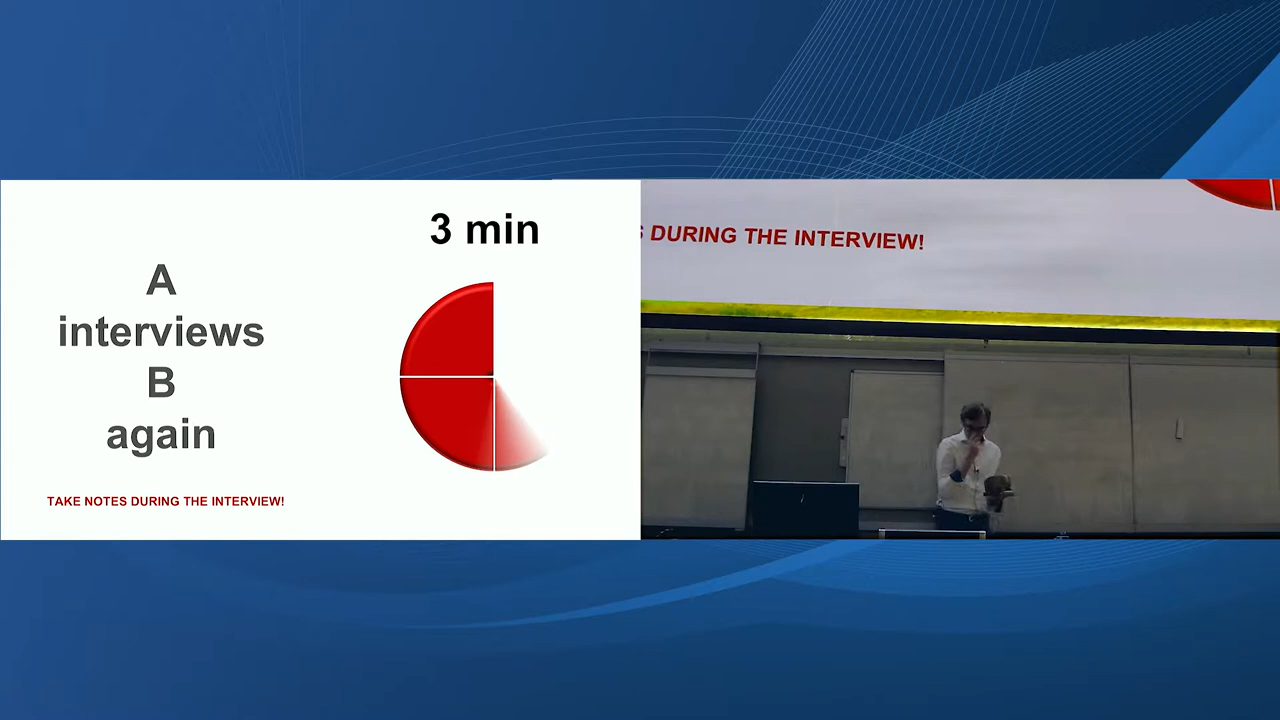 3 min
A
interviews
B
again
TAKE NOTES DURING THE INTERVIEW!
DURING THE INTERVIEW!